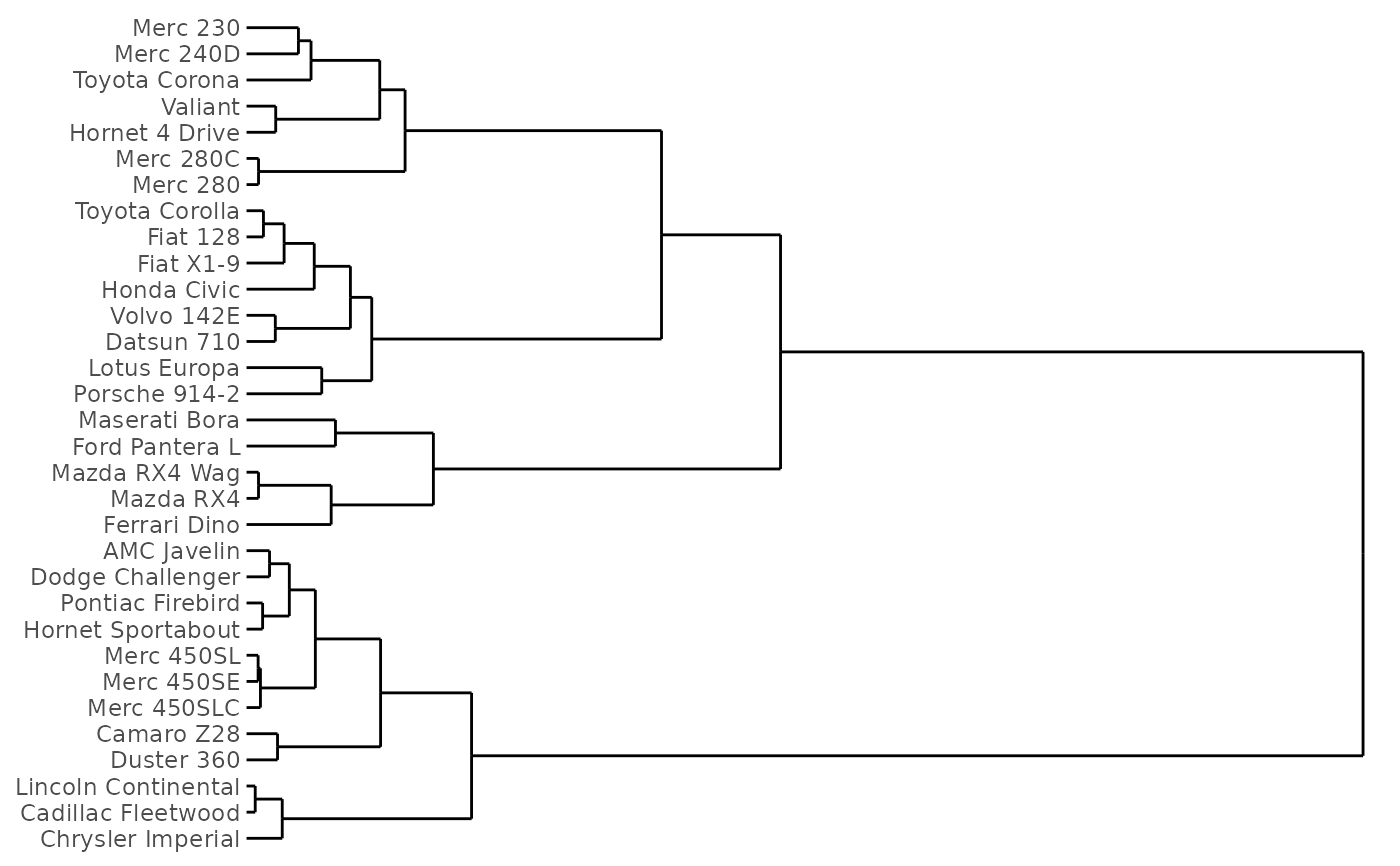 Merc 230
Merc 240D
Toyota Corona
Valiant
Hornet 4 Drive
Merc 280C
Merc 280
Toyota Corolla
Fiat 128
Fiat X1-9
Honda Civic
Volvo 142E
Datsun 710
Lotus Europa
Porsche 914-2
Maserati Bora
Ford Pantera L
Mazda RX4 Wag
Mazda RX4
Ferrari Dino
AMC Javelin
Dodge Challenger
Pontiac Firebird
Hornet Sportabout
Merc 450SL
Merc 450SE
Merc 450SLC
Camaro Z28
Duster 360
Lincoln Continental
Cadillac Fleetwood
Chrysler Imperial